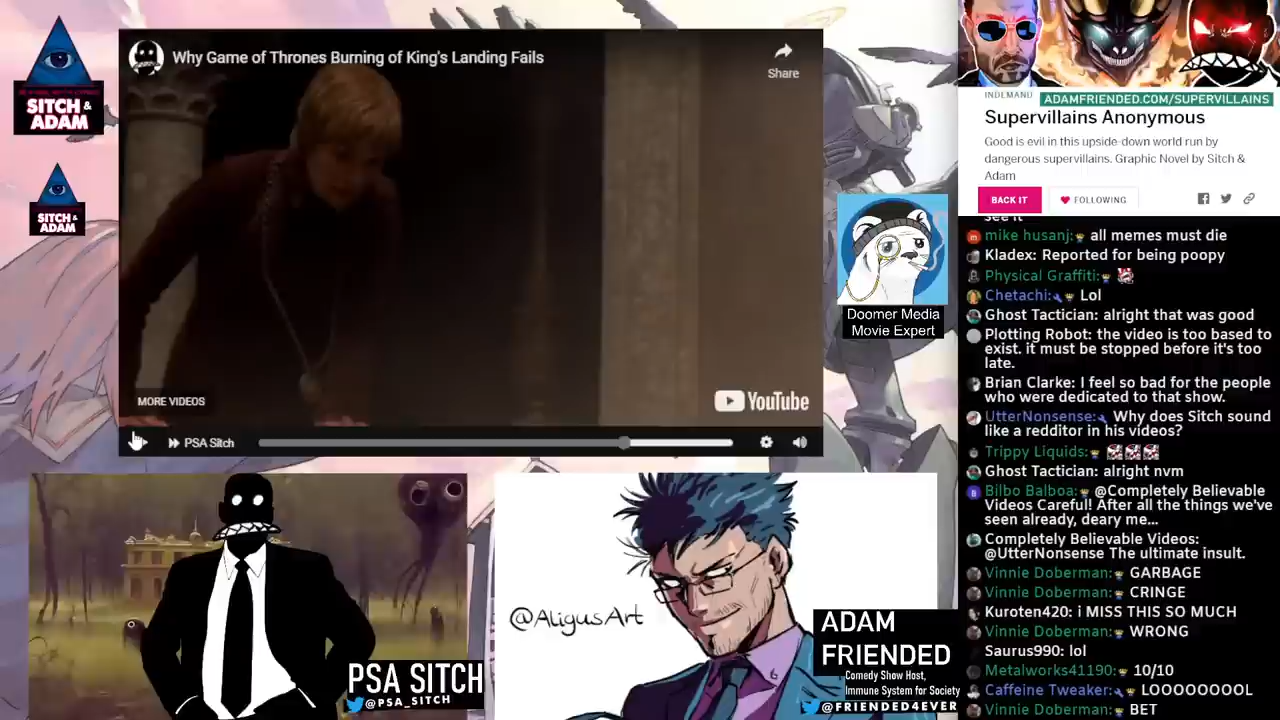 Why Game of Thrones Burning of King's Landing Fails
Share
MORE VIDEOS
YouTube
PSA Sitch
SITCH &
ADAM
SITCH &
ADAM
Doomer Media
Movie Expert
PSA SITCH
@PSA_SITCH
@AligusArt
ADAM
FRIENDED
Comedy Show Host,
Immune System for Society
@FRIENDED4EVER
INDEMAND
ADAMFRIENDED.COM/SUPERVILLAINS
Supervillains Anonymous
Good is evil in this upside-down world run by
dangerous supervillains. Graphic Novel by Sitch &
Adam
BACK IT
FOLLOWING
see it
mike husanj: all memes must die
Kladex: Reported for being poopy
Physical Graffiti:
Chetachi: Lol
Ghost Tactician: alright that was good
Plotting Robot: the video is too based to
exist. it must be stopped before it's too
late.
Brian Clarke: I feel so bad for the people
who were dedicated to that show.
UtterNonsense: Why does Sitch sound
like a redditor in his videos?
Trippy Liquids:
Ghost Tactician: alright nvm
Bilbo Balboa: @Completely Believable
Videos Careful! After all the things we've
seen already, deary me...
Completely Believable Videos:
@UtterNonsense The ultimate insult.
Vinnie Doberman: GARBAGE
Vinnie Doberman: CRINGE
Kuroten420: i MISS THIS SO MUCH
Vinnie Doberman: WRONG
Saurus990: lol
Metalworks41190: 10/10
Caffeine Tweaker: LOOOOOOOOL
Vinnie Doberman: BET